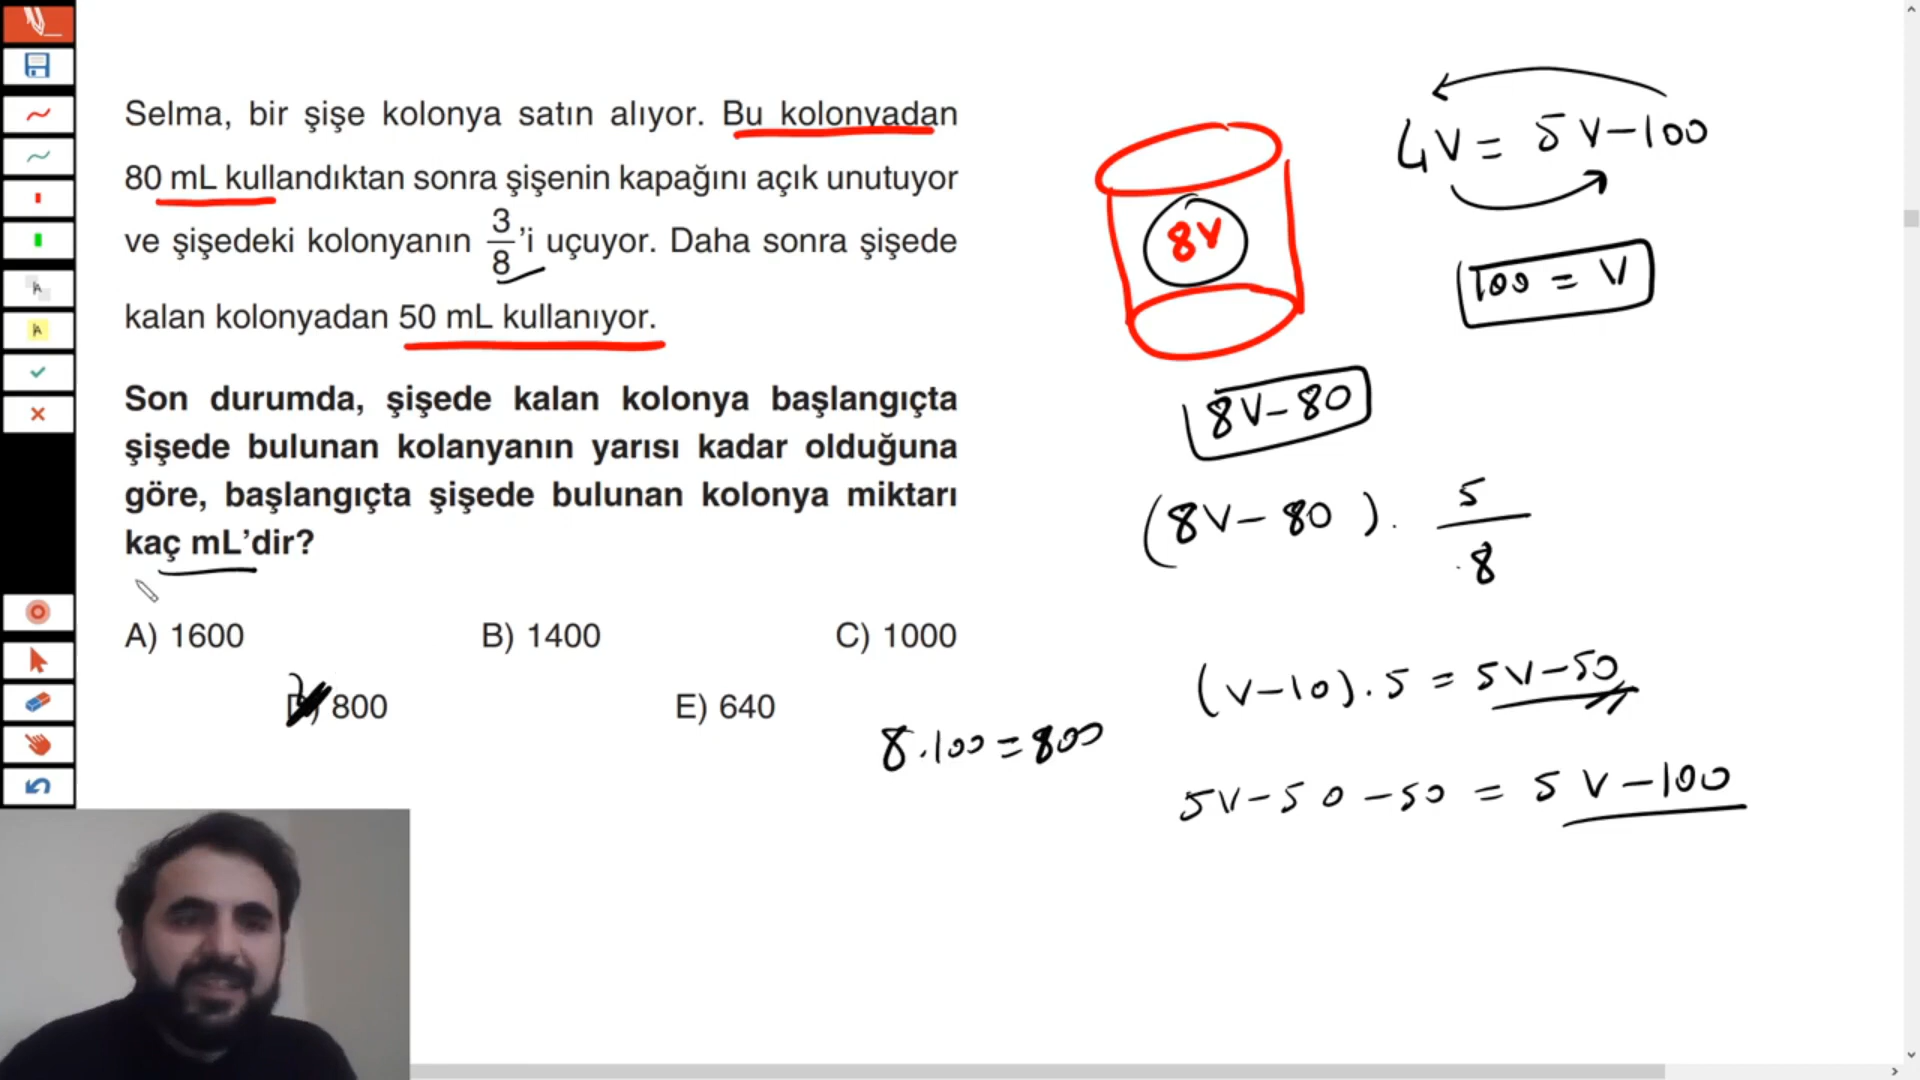 Selma, bir şişe kolonya satın alıyor. Bu kolonyadan
80 mL kullandıktan sonra şişenin kapağını açık unutuyor
ve şişedeki kolonyanın 3/8'i uçuyor. Daha sonra şişede
kalan kolonyadan 50 mL kullanıyor.
Son durumda, şişede kalan kolonya başlangıçta
şişede bulunan kolanyanın yarısı kadar olduğuna
göre, başlangıçta şişede bulunan kolonya miktarı
kaç mL'dir?
A) 1600 B) 1400 C) 1000
D) 800 E) 640
8V
4V = 5V-100
100 = V
8V-80
(8V-80). 5/8
(V-10).5 = 5V-50
8.100=800
5V-50-50 = 5V-100